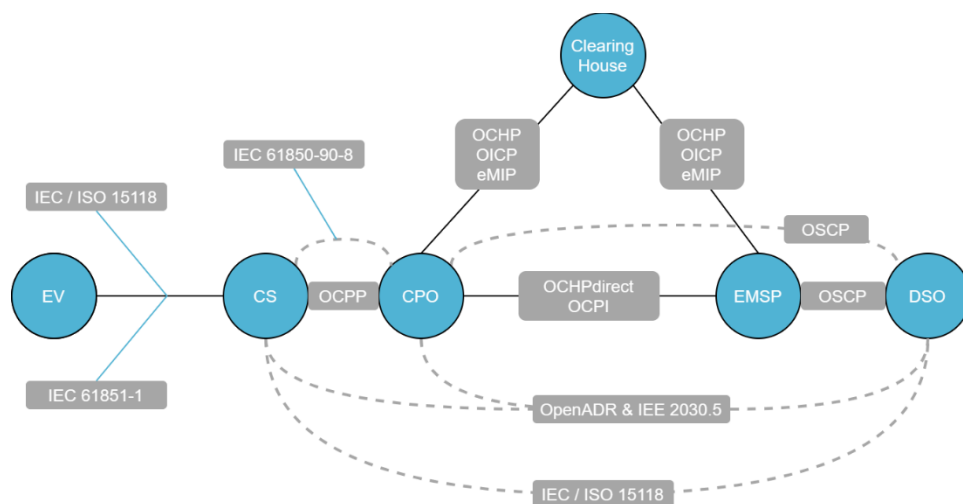 Clearing
House
OCHP
OICP
eMIP
OCHP
OICP
eMIP
IEC 61850-90-8
IEC / ISO 15118
OSCP
EV
CS
OCPP
CPO
OCHPdirect
OCPI
EMSP
OSCP
DSO
IEC 61851-1
OpenADR & IEE 2030.5
IEC / ISO 15118